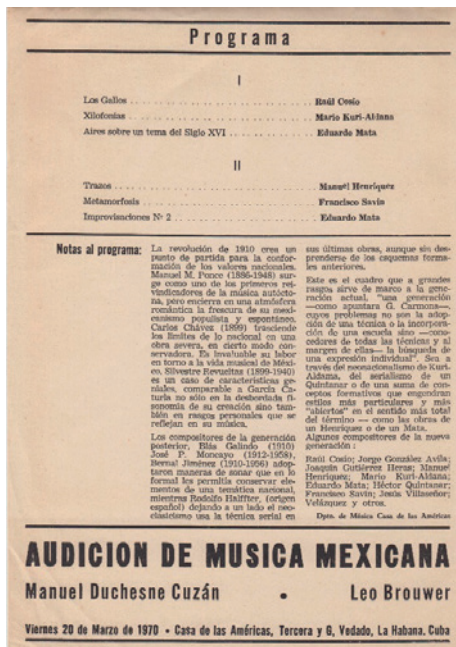 Programa
I
Los Gallos . . . . . . . . . . . . . . . . . . . . . . Raúl Cosío
Xilofonías . . . . . . . . . . . . . . . . . . . . . . Mario Kuri-Aldana
Aires sobre un tema del Siglo XVI . . . . . . . . . . Eduardo Mata
II
Trazos . . . . . . . . . . . . . . . . . . . . . . . . Manuel Henríquez
Metamorfosis . . . . . . . . . . . . . . . . . . . . . Francisco Savín
Improvisaciones Nº 2 . . . . . . . . . . . . . . . . . Eduardo Mata
Notas al programa:
La revolución de 1910 crea un
punto de partida para la confor-
mación de los valores nacionales.
Manuel M. Ponce (1886-1948) sur-
ge como uno de los primeros rei-
vindicadores de la música autócto-
na, pero encierra en una atmósfera
romántica la frescura de su mexi-
canismo populista y espontáneo.
Carlos Chávez (1899) trasciende
los límites de lo nacional en una
obra severa, en cierto modo con-
servadora. Es invaluable su labor
en torno a la vida musical de Méxi-
co. Silvestre Revueltas (1899-1940)
es un caso de características ge-
niales, comparable a García Ca-
turla no sólo en la desbordada fi-
sonomía de su creación sino tam-
bién en rasgos personales que se
reflejan en su música.
Los compositores de la generación
posterior, Blas Galindo (1910)
José P. Moncayo (1912-1958),
Bernal Jiménez (1910-1956) adop-
taron maneras de sonar que en lo
formal les permitía conservar ele-
mentos de una temática nacional,
mientras Rodolfo Halffter, (origen
español) dejando a un lado el neo-
clasicismo usa la técnica serial en
sus últimas obras, aunque sin des-
prenderse de los esquemas forma-
les anteriores.
Este es el cuadro que a grandes
rasgos sirve de marco a la gene-
ración actual, "una generación
—como apuntara G. Carmona—,
cuyos problemas no son la adop-
ción de una técnica o la incorpora-
ción de una escuela sino —cono-
cedores de todas las técnicas y al
margen de ellas— la búsqueda de
una expresión individual". Sea a
través del neonacionalismo de Kuri-
Aldama, del serialismo de un
Quintanar o de una suma de con-
ceptos formativos que engendran
estilos más particulares y más
"abiertos" en el sentido más total
del término — como las obras de
un Henríquez o de un Mata.
Algunos compositores de la nueva
generación :
Raúl Cosío; Jorge González Avila;
Joaquín Gutiérrez Heras; Manuel
Henríquez; Mario Kuri-Aldana;
Eduardo Mata; Héctor Quintanar;
Francisco Savín; Jesús Villaseñor;
Velázquez y otros.
Dpto. de Música Casa de las Américas
AUDICION DE MUSICA MEXICANA
Manuel Duchesne Cuzán • Leo Brouwer
Viernes 20 de Marzo de 1970 • Casa de las Américas, Tercera y G, Vedado, La Habana, Cuba